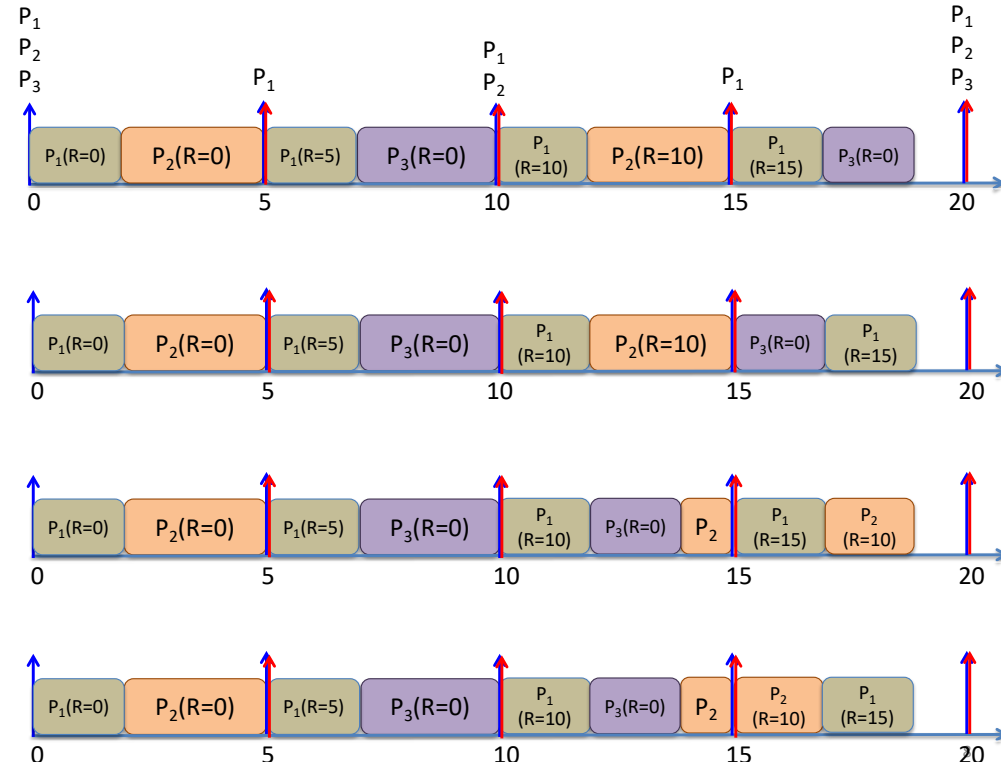 P1 P1
P2 P1 P2
P3 P1 P2 P1 P3
P1(R=0) P2(R=0) P1(R=5) P3(R=0) P1 (R=10) P2(R=10) P1 (R=15) P3(R=0)
0 5 10 15 20
P1(R=0) P2(R=0) P1(R=5) P3(R=0) P1 (R=10) P2(R=10) P3(R=0) P1 (R=15)
0 5 10 15 20
P1(R=0) P2(R=0) P1(R=5) P3(R=0) P1 (R=10) P3(R=0) P2 P1 (R=15) P2 (R=10)
0 5 10 15 20
P1(R=0) P2(R=0) P1(R=5) P3(R=0) P1 (R=10) P3(R=0) P2 P2 (R=10) P1 (R=15)
0 5 10 15 20